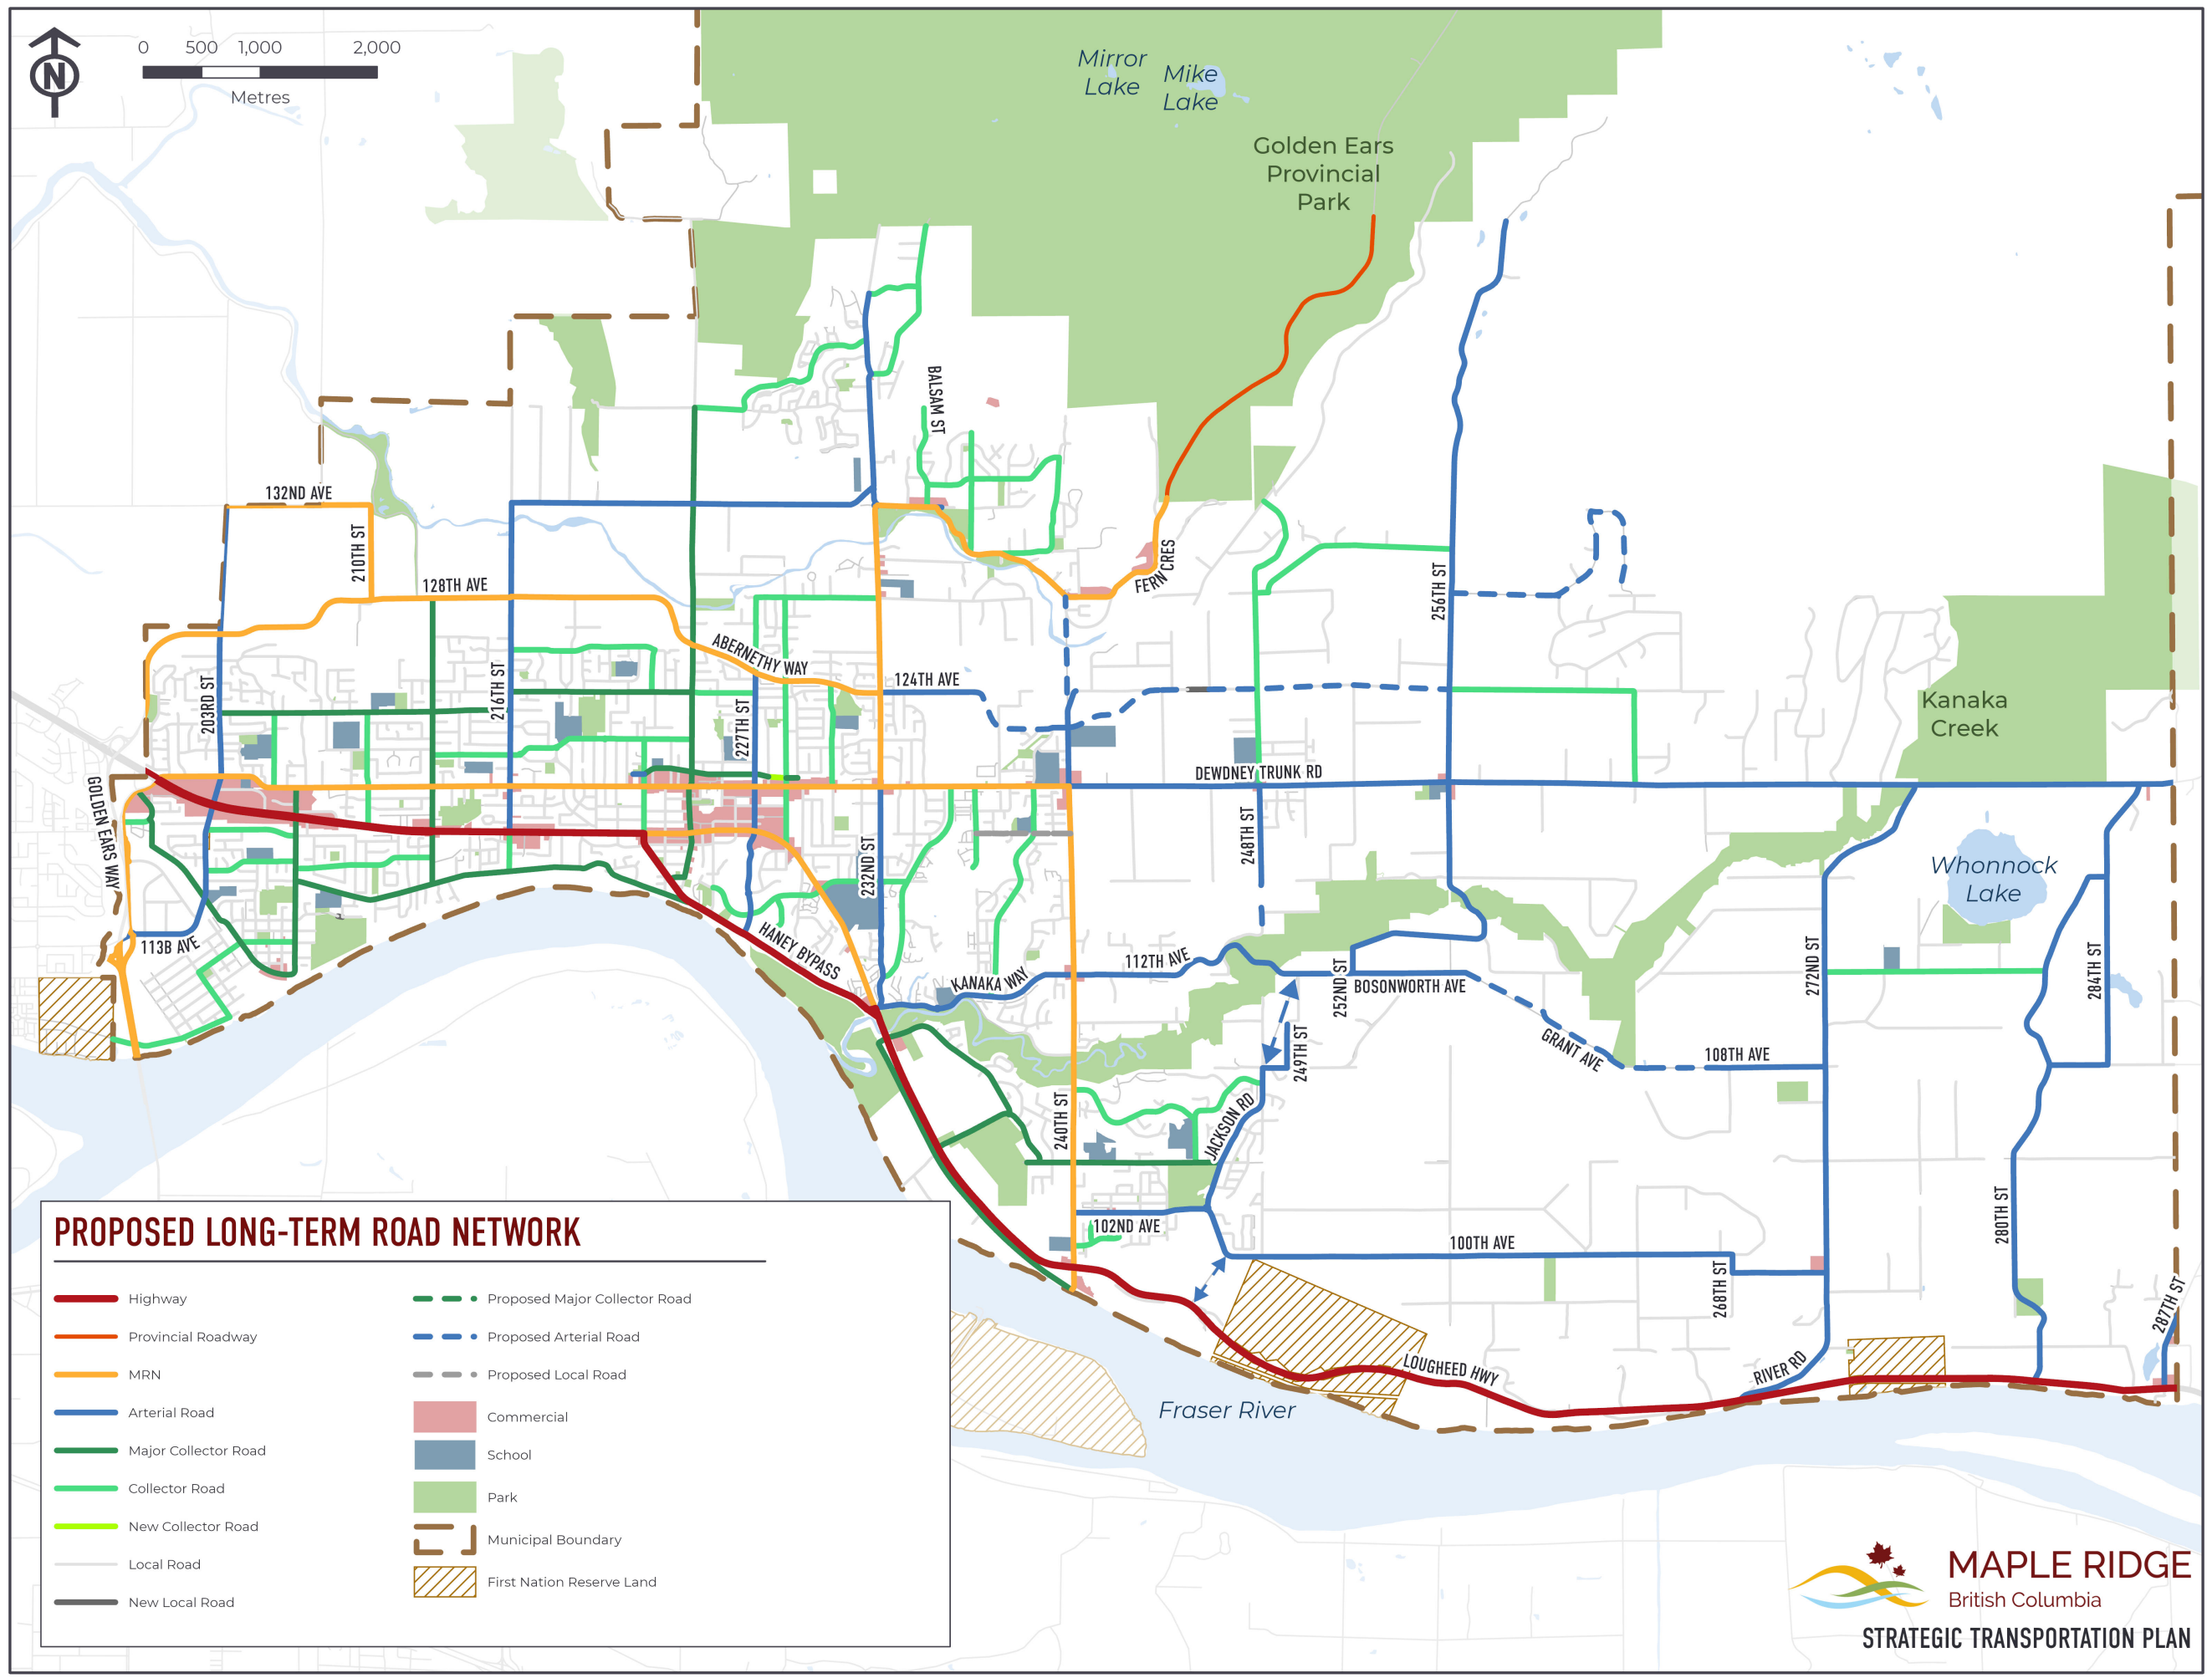 N
0 500 1,000 2,000
Metres
Mirror
Lake
Mike
Lake
Golden Ears
Provincial
Park
BALSAM ST
132ND AVE
210TH ST
128TH AVE
FERN CRES
256TH ST
ABERNETHY WAY
124TH AVE
203RD ST
216TH ST
227TH ST
Kanaka
Creek
DEWDNEY TRUNK RD
GOLDEN EARS WAY
248TH ST
232ND ST
Whonnock
Lake
113B AVE
HANEY BYPASS
KANAKA WAY
112TH AVE
252ND ST
BOSONWORTH AVE
272ND ST
284TH ST
249TH ST
GRANT AVE
108TH AVE
240TH ST
JACKSON RD
102ND AVE
100TH AVE
268TH ST
280TH ST
287TH ST
LOUGHEED HWY
RIVER RD
Fraser River
PROPOSED LONG-TERM ROAD NETWORK
Highway
Provincial Roadway
MRN
Arterial Road
Major Collector Road
Collector Road
New Collector Road
Local Road
New Local Road
Proposed Major Collector Road
Proposed Arterial Road
Proposed Local Road
Commercial
School
Park
Municipal Boundary
First Nation Reserve Land
MAPLE RIDGE
British Columbia
STRATEGIC TRANSPORTATION PLAN